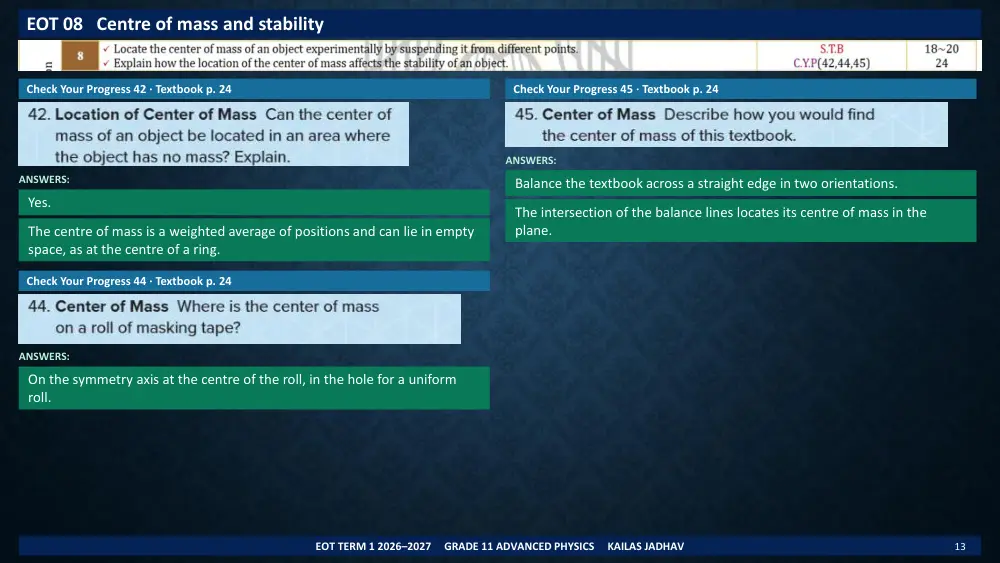 EOT 08 Centre of mass and stability
8
✓ Locate the center of mass of an object experimentally by suspending it from different points.
✓ Explain how the location of the center of mass affects the stability of an object.
S.T.B
C.Y.P(42,44,45)
18~20
24
Check Your Progress 42 · Textbook p. 24
42. Location of Center of Mass Can the center of
mass of an object be located in an area where
the object has no mass? Explain.
ANSWERS:
Yes.
The centre of mass is a weighted average of positions and can lie in empty
space, as at the centre of a ring.
Check Your Progress 44 · Textbook p. 24
44. Center of Mass Where is the center of mass
on a roll of masking tape?
ANSWERS:
On the symmetry axis at the centre of the roll, in the hole for a uniform
roll.
Check Your Progress 45 · Textbook p. 24
45. Center of Mass Describe how you would find
the center of mass of this textbook.
ANSWERS:
Balance the textbook across a straight edge in two orientations.
The intersection of the balance lines locates its centre of mass in the
plane.
EOT TERM 1 2026–2027 GRADE 11 ADVANCED PHYSICS KAILAS JADHAV
13